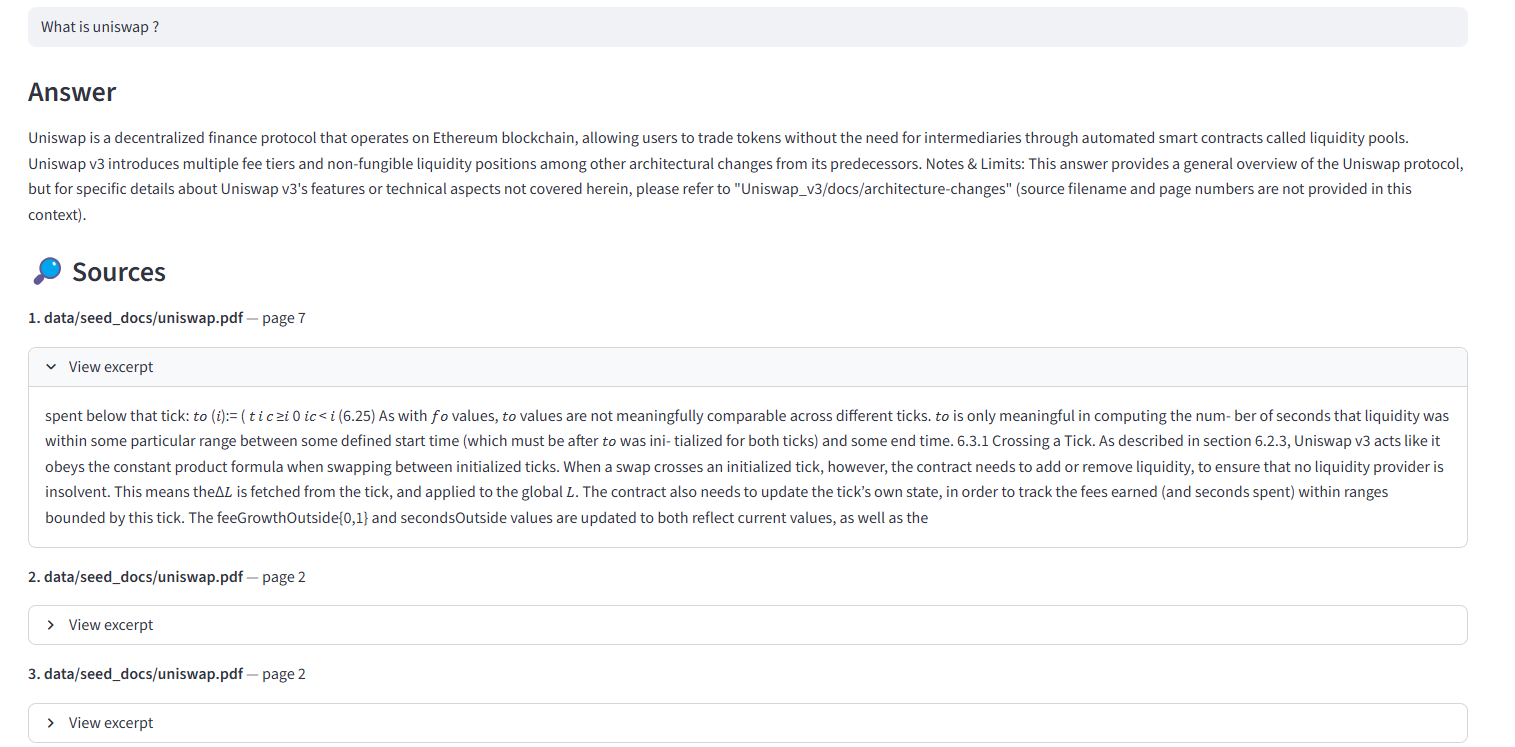 What is uniswap ?
Answer
Uniswap is a decentralized finance protocol that operates on Ethereum blockchain, allowing users to trade tokens without the need for intermediaries through automated smart contracts called liquidity pools.
Uniswap v3 introduces multiple fee tiers and non-fungible liquidity positions among other architectural changes from its predecessors. Notes & Limits: This answer provides a general overview of the Uniswap protocol,
but for specific details about Uniswap v3's features or technical aspects not covered herein, please refer to "Uniswap_v3/docs/architecture-changes" (source filename and page numbers are not provided in this
context).
🔎 Sources
1. data/seed_docs/uniswap.pdf — page 7
View excerpt
spent below that tick: to (i):= ( t i c ≥i 0 ic < i (6.25) As with f o values, to values are not meaningfully comparable across different ticks. to is only meaningful in computing the num- ber of seconds that liquidity was
within some particular range between some defined start time (which must be after to was ini- tialized for both ticks) and some end time. 6.3.1 Crossing a Tick. As described in section 6.2.3, Uniswap v3 acts like it
obeys the constant product formula when swapping between initialized ticks. When a swap crosses an initialized tick, however, the contract needs to add or remove liquidity, to ensure that no liquidity provider is
insolvent. This means theΔL is fetched from the tick, and applied to the global L. The contract also needs to update the tick’s own state, in order to track the fees earned (and seconds spent) within ranges
bounded by this tick. The feeGrowthOutside{0,1} and secondsOutside values are updated to both reflect current values, as well as the
2. data/seed_docs/uniswap.pdf — page 2
View excerpt
3. data/seed_docs/uniswap.pdf — page 2
View excerpt